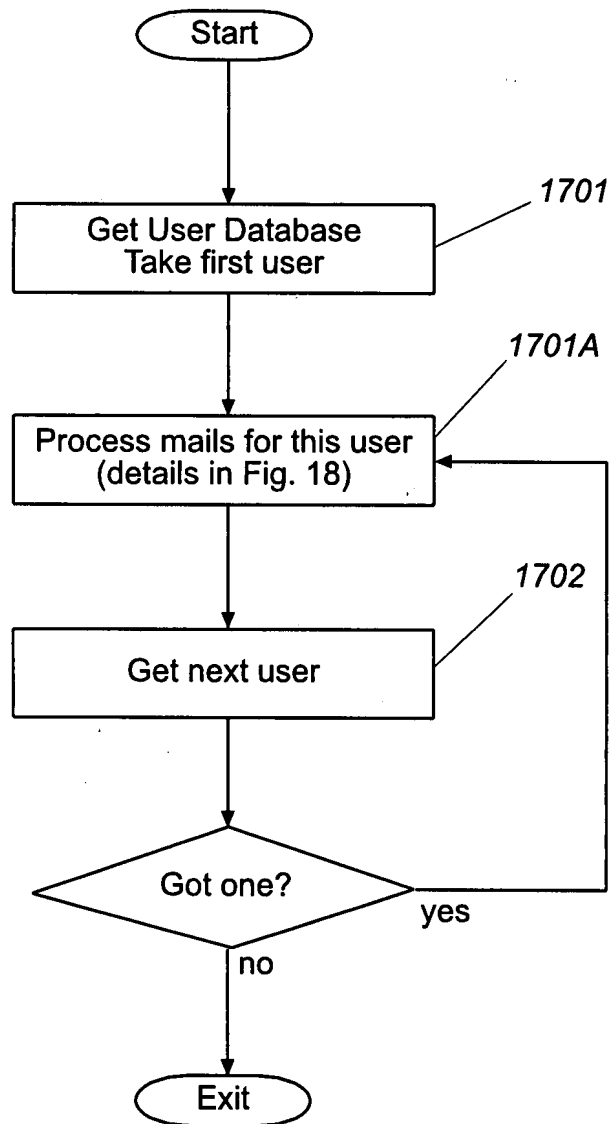 Start
1701
Get User Database
Take first user
1701A
Process mails for this user
(details in Fig. 18)
1702
Get next user
Got one?
yes
no
Exit